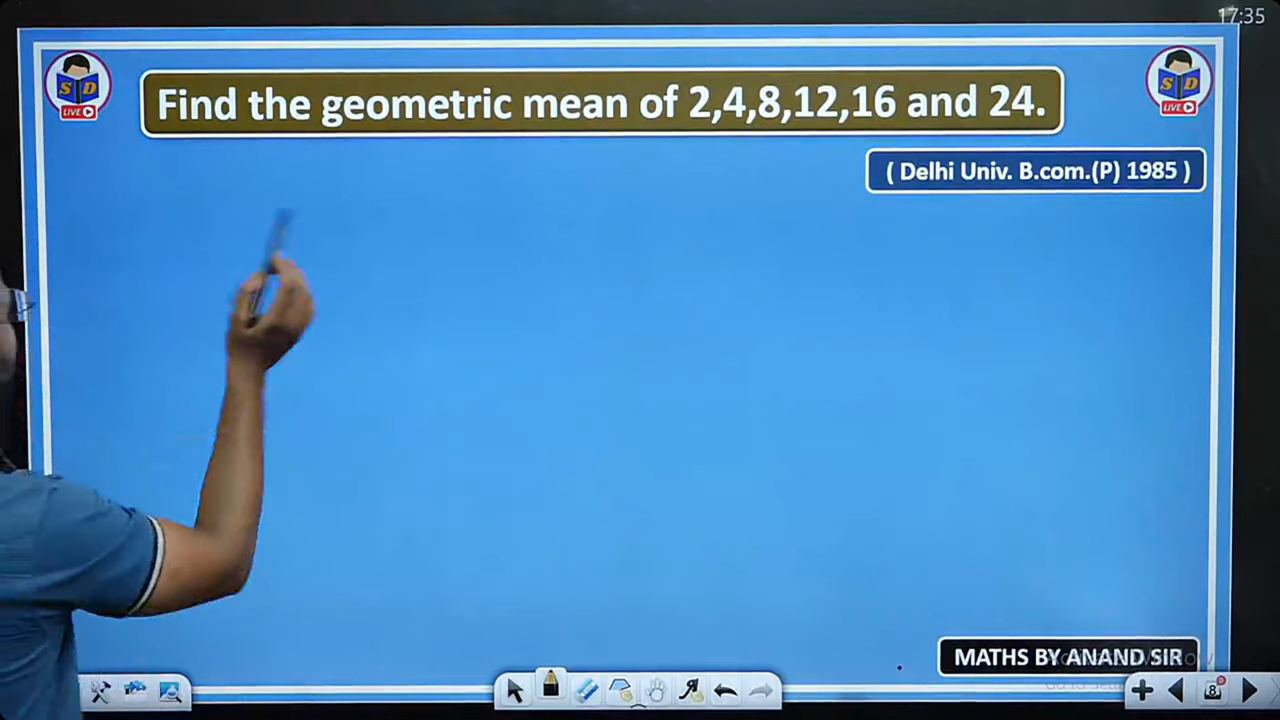 17:35
S D
LIVE
S D
LIVE
Find the geometric mean of 2,4,8,12,16 and 24.
( Delhi Univ. B.com.(P) 1985 )
MATHS BY ANAND SIR
8